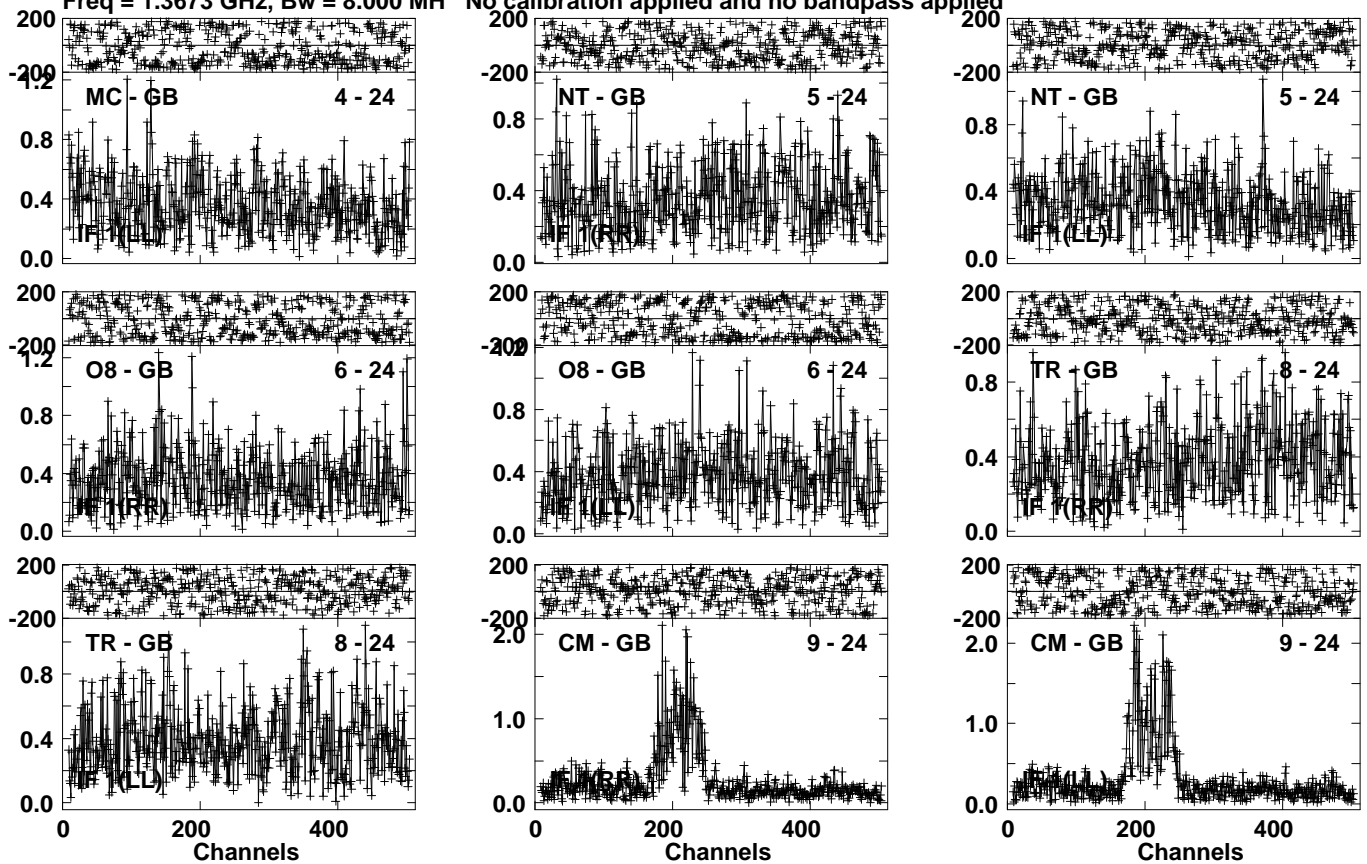 Freq = 1.3673 GHz, Bw = 8.000 MH No calibration applied and no bandpass applied
200 200 200
-200 -200 -200
1.2
MC - GB 4 - 24 NT - GB 5 - 24 NT - GB 5 - 24
0.8 0.8 0.8
0.4 0.4 0.4
IF 1(LL) IF 1(RR) IF 1(LL)
0.0 0.0 0.0
200 200 200
-200 -200 -200
1.2 1.2
O8 - GB 6 - 24 O8 - GB 6 - 24 TR - GB 8 - 24
0.8 0.8 0.8
0.4 0.4 0.4
IF 1(RR) IF 1(LL) IF 1(RR)
0.0 0.0 0.0
200 200 200
-200 -200 -200
TR - GB 8 - 24 CM - GB 9 - 24 CM - GB 9 - 24
2.0 2.0
0.8 1.0 1.0
0.4
IF 1(LL) IF 1(RR) IF 1(LL)
0.0 0.0 0.0
0 200 400 0 200 400 0 200 400
Channels Channels Channels